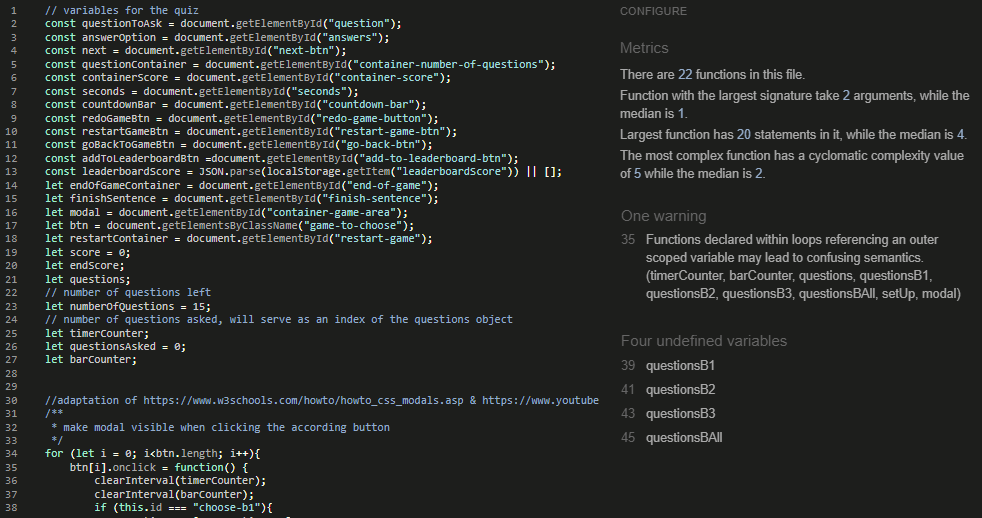 1 // variables for the quiz
2 const questionToAsk = document.getElementById("question");
3 const answerOption = document.getElementById("answers");
4 const next = document.getElementById("next-btn");
5 const questionContainer = document.getElementById("container-number-of-questions");
6 const containerScore = document.getElementById("container-score");
7 const seconds = document.getElementById("seconds");
8 const countdownBar = document.getElementById("countdown-bar");
9 const redoGameBtn = document.getElementById("redo-game-button");
10 const restartGameBtn = document.getElementById("restart-game-btn");
11 const goBackToGameBtn = document.getElementById("go-back-btn");
12 const addToLeaderboardBtn =document.getElementById("add-to-leaderboard-btn");
13 const leaderboardScore = JSON.parse(localStorage.getItem("leaderboardScore")) || [];
14 let endOfGameContainer = document.getElementById("end-of-game");
15 let finishSentence = document.getElementById("finish-sentence");
16 let modal = document.getElementById("container-game-area");
17 let btn = document.getElementsByClassName("game-to-choose");
18 let restartContainer = document.getElementById("restart-game");
19 let score = 0;
20 let endScore;
21 let questions;
22 // number of questions left
23 let numberOfQuestions = 15;
24 // number of questions asked, will serve as an index of the questions object
25 let timerCounter;
26 let questionsAsked = 0;
27 let barCounter;
28
29
30 //adaptation of https://www.w3schools.com/howto/howto_css_modals.asp & https://www.youtube
31 /**
32 * make modal visible when clicking the according button
33 */
34 for (let i = 0; i<btn.length; i++){
35 btn[i].onclick = function() {
36 clearInterval(timerCounter);
37 clearInterval(barCounter);
38 if (this.id === "choose-b1"){
CONFIGURE
Metrics
There are 22 functions in this file.
Function with the largest signature take 2 arguments, while the
median is 1.
Largest function has 20 statements in it, while the median is 4.
The most complex function has a cyclomatic complexity value
of 5 while the median is 2.
One warning
35 Functions declared within loops referencing an outer
scoped variable may lead to confusing semantics.
(timerCounter, barCounter, questions, questionsB1,
questionsB2, questionsB3, questionsBAll, setUp, modal)
Four undefined variables
39 questionsB1
41 questionsB2
43 questionsB3
45 questionsBAll